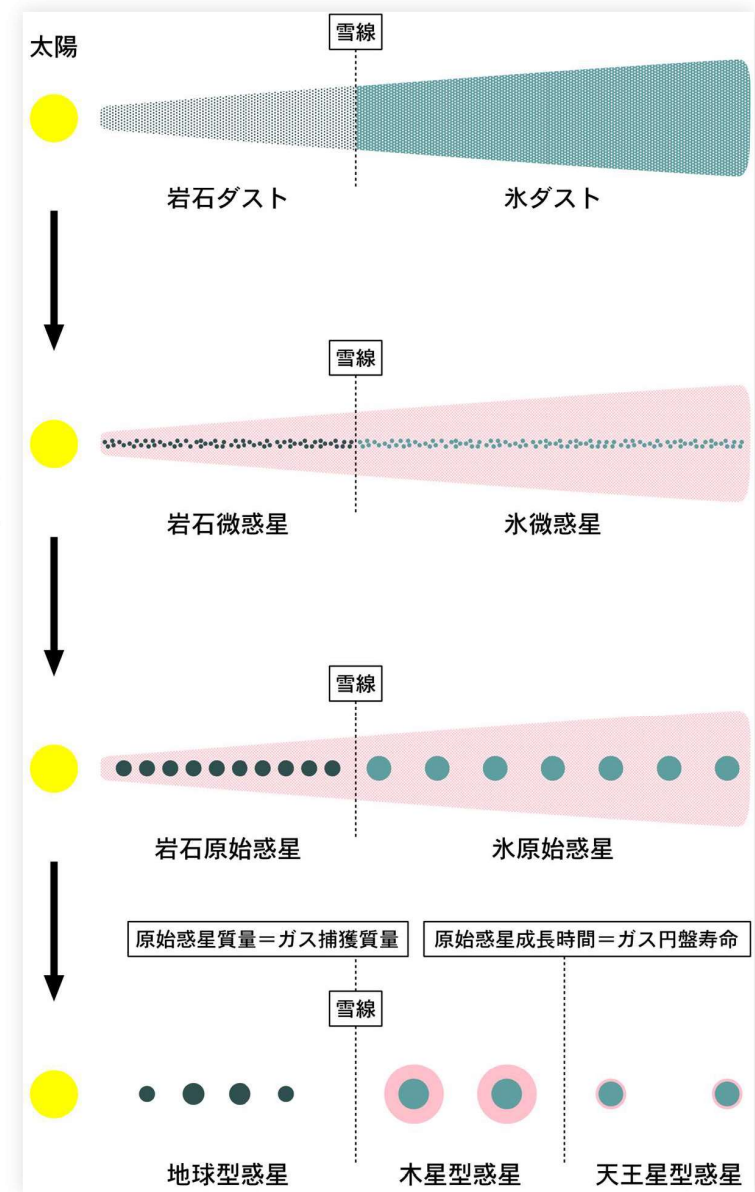 太陽
雪線
岩石ダスト
氷ダスト
雪線
岩石微惑星
氷微惑星
雪線
岩石原始惑星
氷原始惑星
原始惑星質量=ガス捕獲質量
原始惑星成長時間=ガス円盤寿命
雪線
地球型惑星
木星型惑星
天王星型惑星